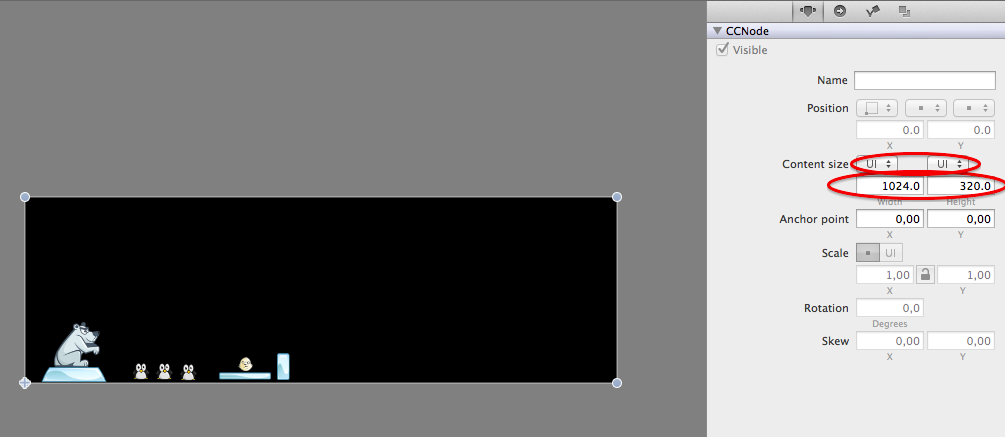 CCNode
Visible
Name
Position
0.0 0.0
X Y
Content size UI UI
1024.0 320.0
Width Height
Anchor point 0,00 0,00
X Y
Scale UI
1,00 1,00
X Y
Rotation 0,0
Degrees
Skew 0,00 0,00
X Y